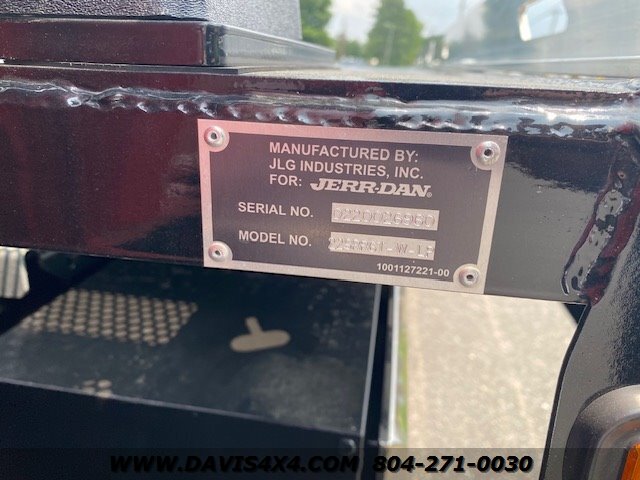 MANUFACTURED BY:
JLG INDUSTRIES, INC.
FOR: JERR-DAN®
SERIAL NO.
MODEL NO.
1001127221-00
WWW.DAVIS4X4.COM 804-271-0030